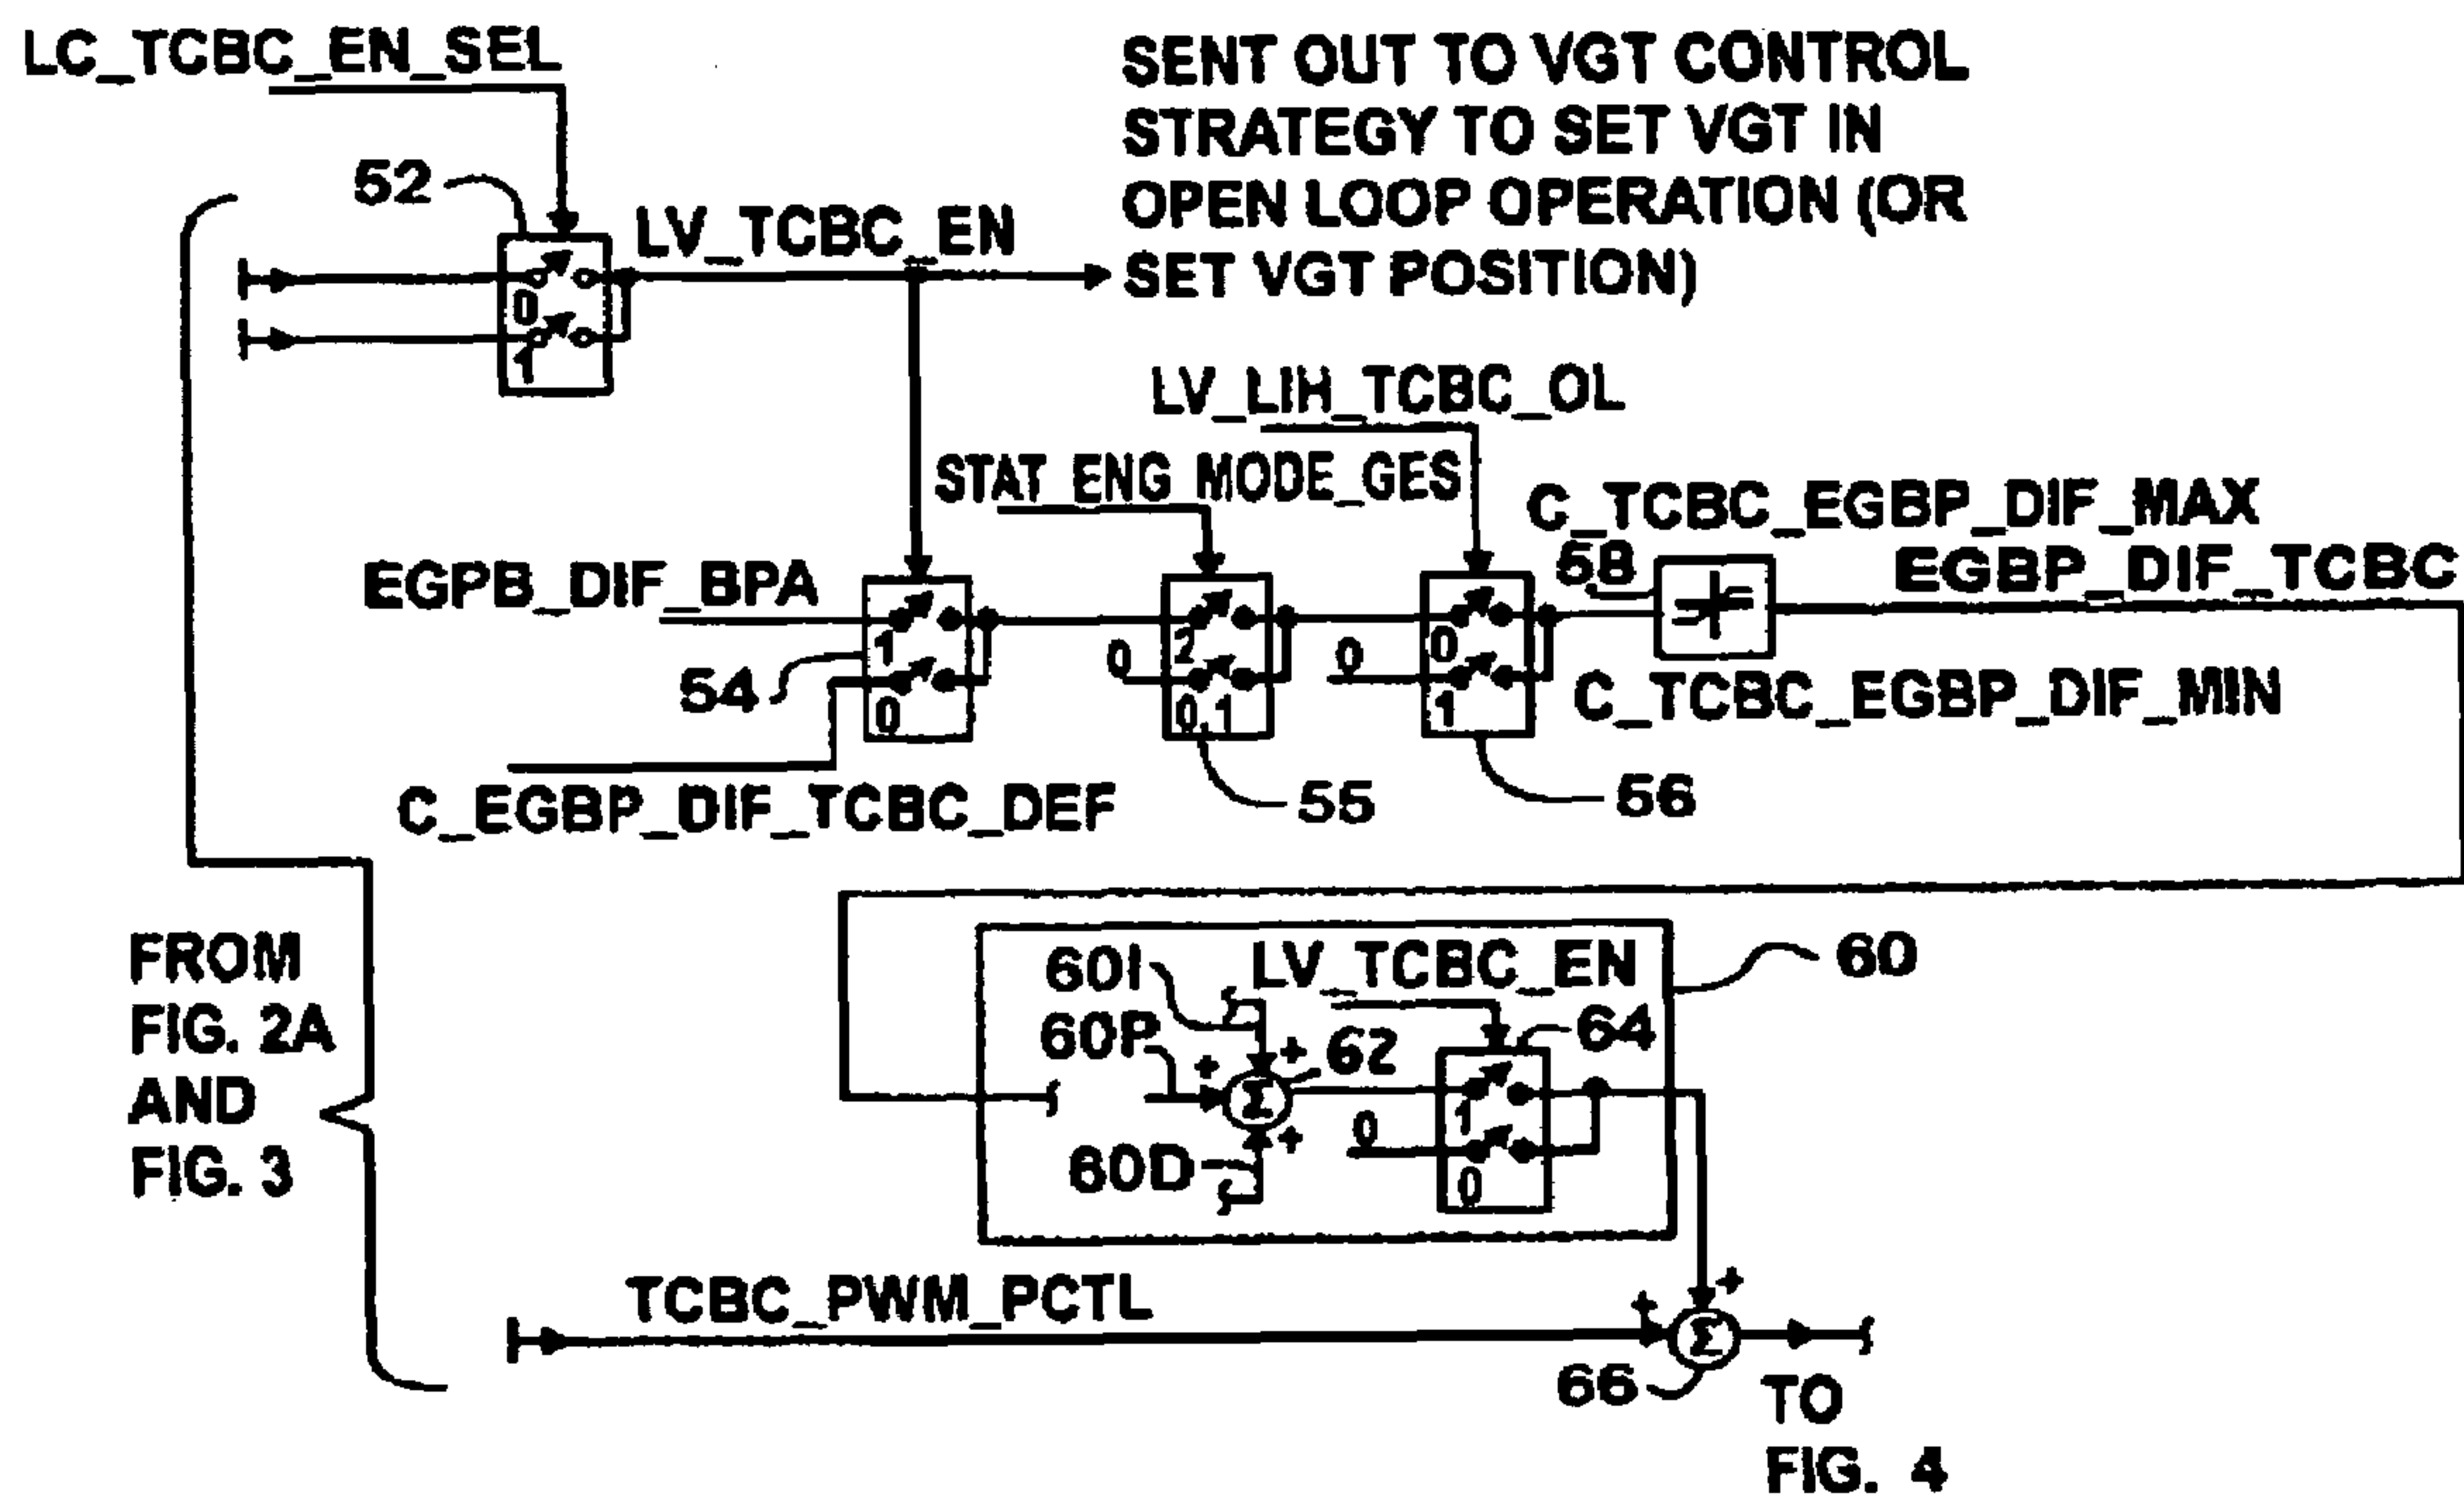 LC_TCBC_EN_SEL
SENT OUT TO VGT CONTROL
STRATEGY TO SET VGT IN
OPEN LOOP OPERATION (OR
SET VGT POSITION)
52
LV_TCBC_EN
0
1
LV_LIH_TCBC_OL
STAT_ENG_MODE_GES
C_TCBC_EGBP_DIF_MAX
58
EGBP_DIF_TCBC
EGPB_DIF_BPA
1
0
2
0
0
54
0
0,1
1
C_TCBC_EGBP_DIF_MIN
C_EGBP_DIF_TCBC_DEF
55
56
FROM
FIG. 2A
AND
FIG. 3
60I
LV_TCBC_EN
60
60P
+
+
62
64
Σ
1
0
60D
+
0
TCBC_PWM_PCTL
+
+
Σ
66
TO
FIG. 4